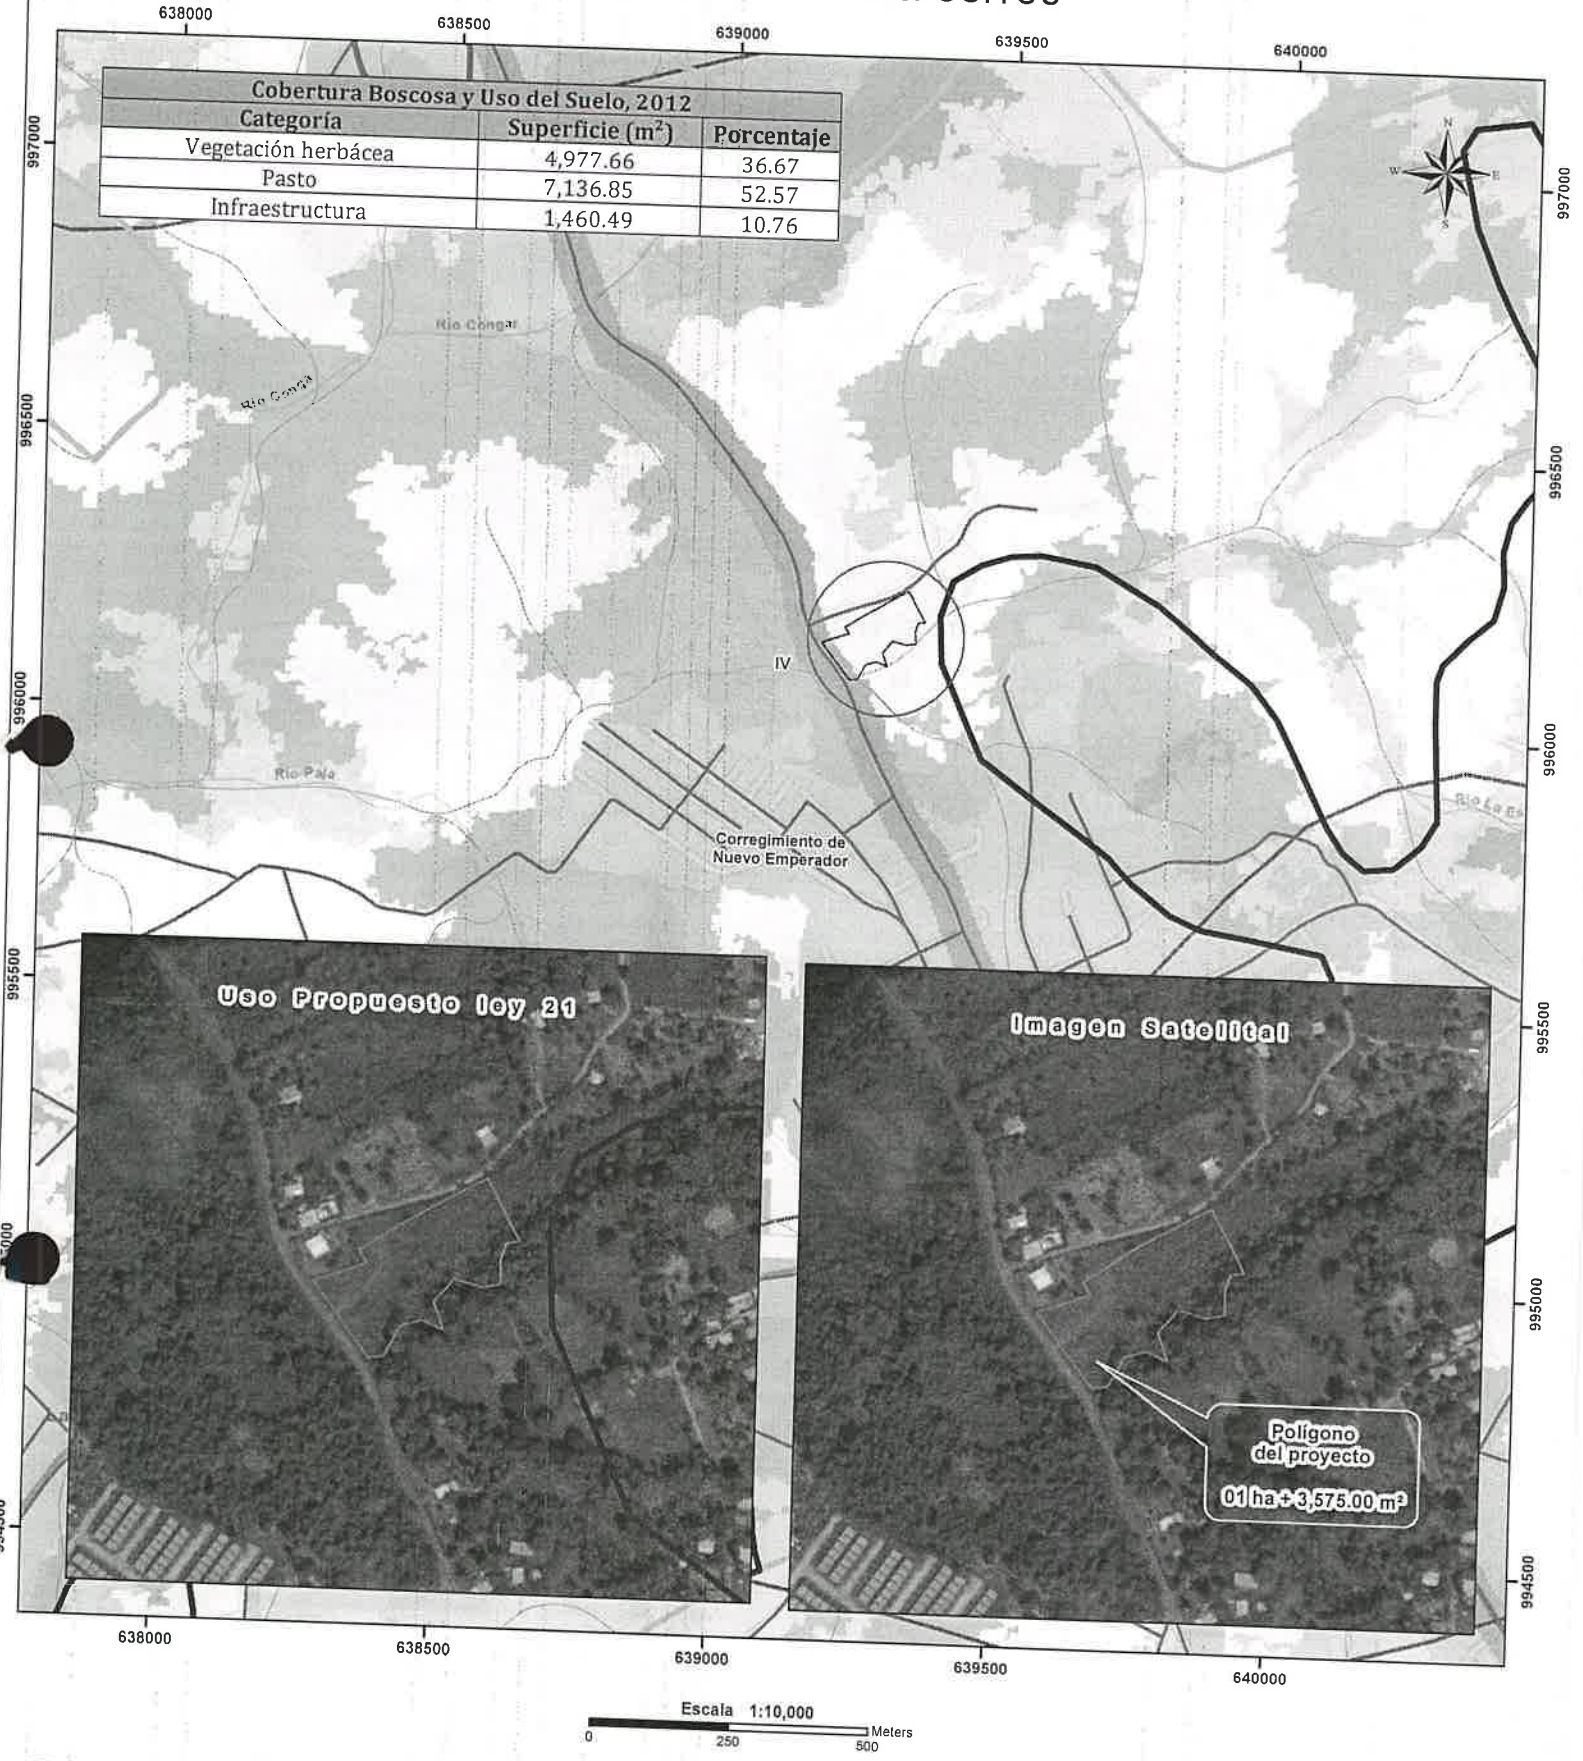 638000
638500
639000
639500
640000
Cobertura Boscosa y Uso del Suelo, 2012
Categoría Superficie (m²) Porcentaje
Vegetación herbácea 4,977.66 36.67
Pasto 7,136.85 52.57
Infraestructura 1,460.49 10.76
N
W E
S
997000
997000
Río Congal
Río Conga
996500
996500
IV
996000
996000
Río Paja
Corregimiento de
Nuevo Emperador
995500
995500
Uso Propuesto ley 21
Imagen Satelital
995000
Polígono
del proyecto
01 ha + 3,575.00 m²
994500
638000
638500
639000
639500
640000
Escala 1:10,000
0 250 500 Meters